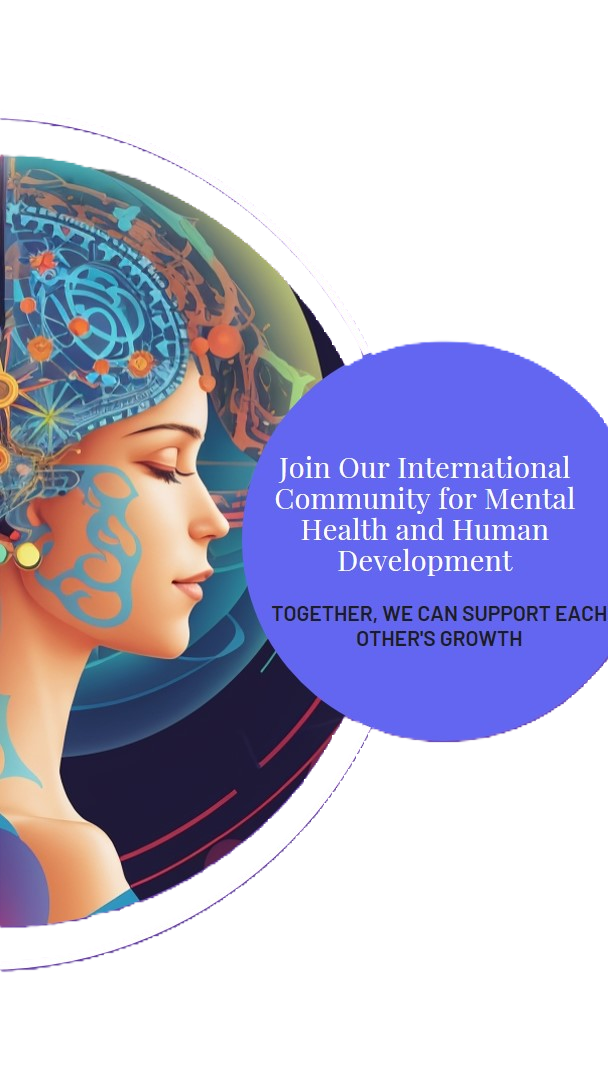 Join Our International
Community for Mental
Health and Human
Development
TOGETHER, WE CAN SUPPORT EACH
OTHER'S GROWTH